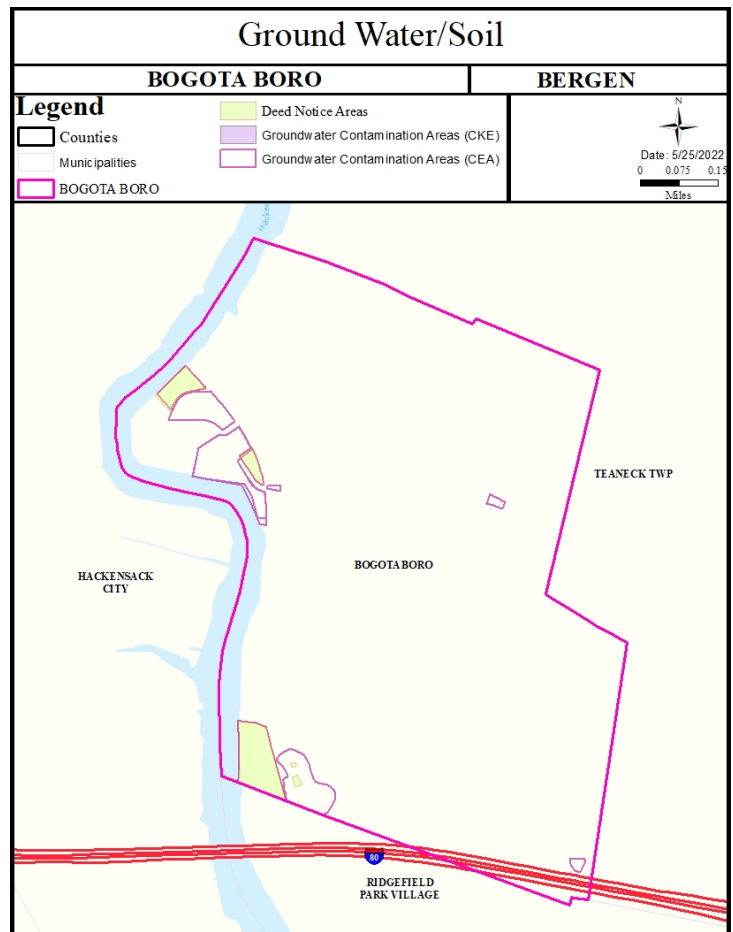 Ground Water/Soil
BOGOTA BORO
BERGEN
Legend
Counties
Municipalities
BOGOTA BORO
Deed Notice Areas
Groundwater Contamination Areas (CKE)
Groundwater Contamination Areas (CEA)
N
Date: 5/25/2022
0 0.075 0.15
Miles
TEANECK TWP
BOGOTA BORO
HACKENSACK
CITY
80
RIDGEFIELD
PARK VILLAGE